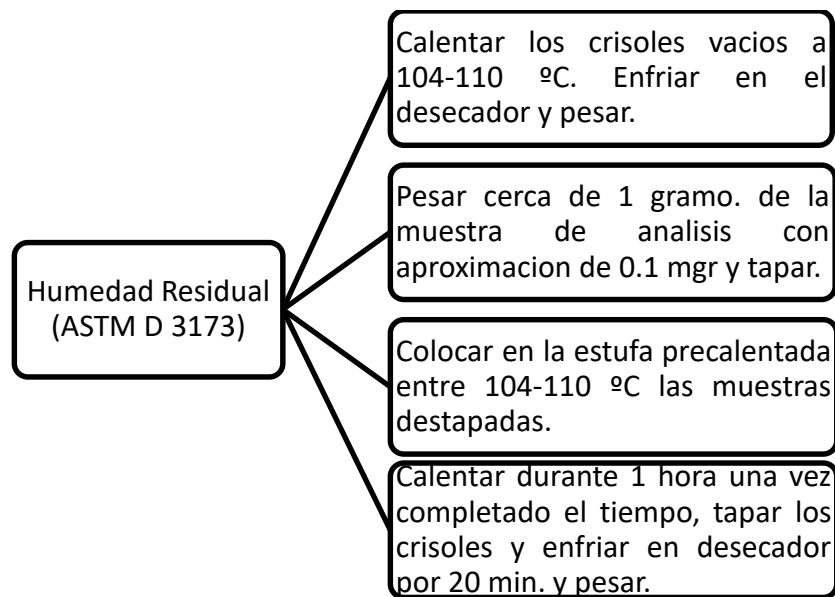 Calentar los crisoles vacios a
104-110 ºC. Enfriar en el
desecador y pesar.
Pesar cerca de 1 gramo. de la
muestra de analisis con
aproximacion de 0.1 mgr y tapar.
Humedad Residual
(ASTM D 3173)
Colocar en la estufa precalentada
entre 104-110 ºC las muestras
destapadas.
Calentar durante 1 hora una vez
completado el tiempo, tapar los
crisoles y enfriar en desecador
por 20 min. y pesar.